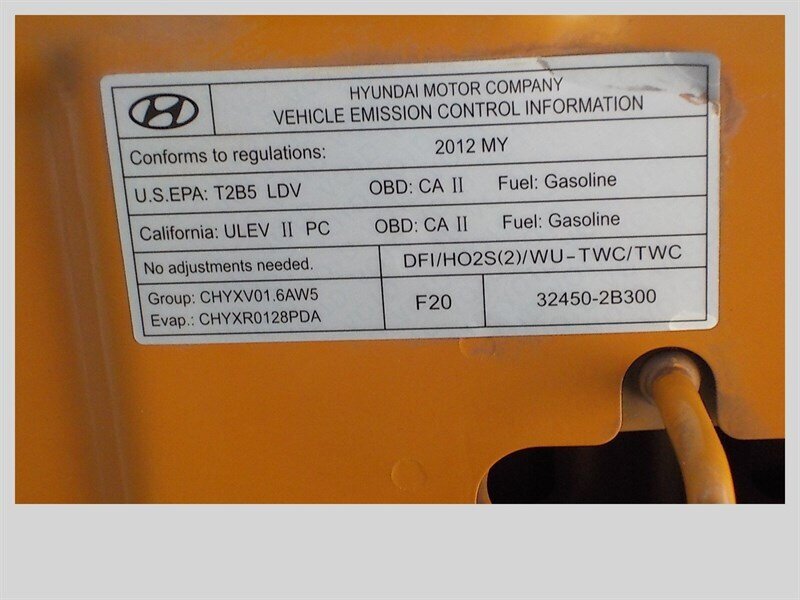 HYUNDAI MOTOR COMPANY
VEHICLE EMISSION CONTROL INFORMATION
Conforms to regulations: 2012 MY
U.S.EPA: T2B5 LDV OBD: CA II Fuel: Gasoline
California: ULEV II PC OBD: CA II Fuel: Gasoline
No adjustments needed. DFI/HO2S(2)/WU-TWC/TWC
Group: CHYXV01.6AW5
Evap.: CHYXR0128PDA
F20
32450-2B300